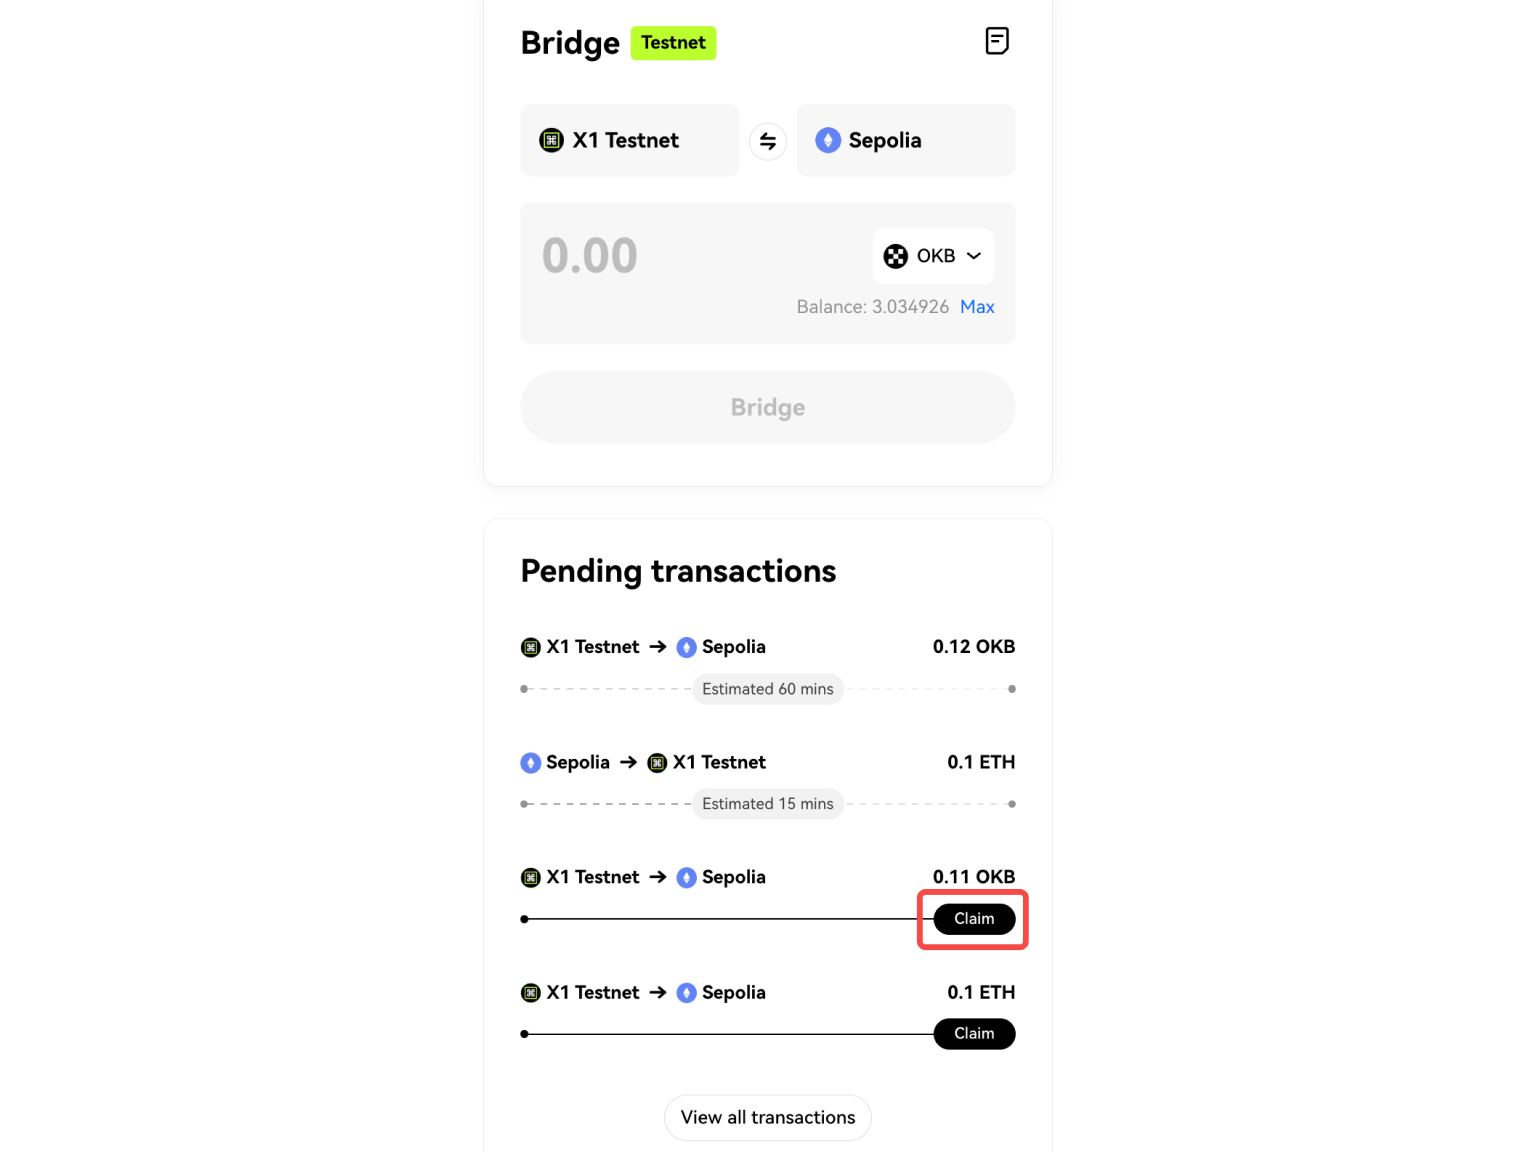 Bridge Testnet
X1 Testnet Sepolia
0.00 OKB
Balance: 3.034926 Max
Bridge
Pending transactions
X1 Testnet → Sepolia 0.12 OKB
Estimated 60 mins
Sepolia → X1 Testnet 0.1 ETH
Estimated 15 mins
X1 Testnet → Sepolia 0.11 OKB
Claim
X1 Testnet → Sepolia 0.1 ETH
Claim
View all transactions